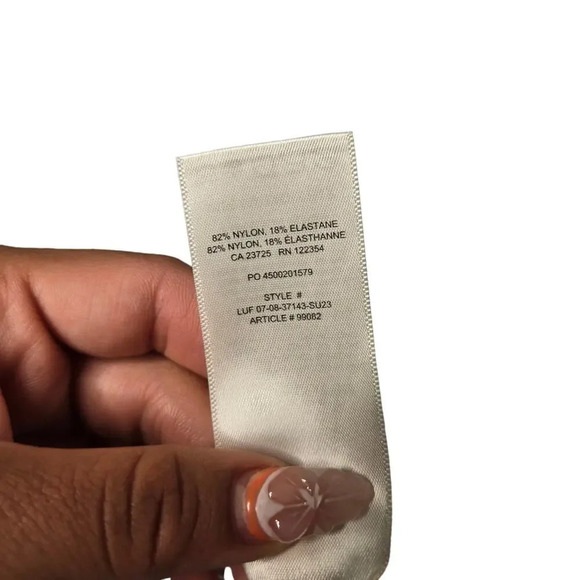 82% NYLON, 18% ELASTANE
82% NYLON, 18% ÉLASTHANNE
CA 23725 RN 122354
PO 4500201579
STYLE #
LUF 07-08-37143-SU23
ARTICLE # 99082